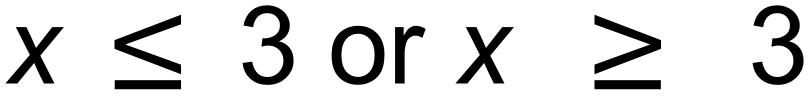 x ≤ 3 or x ≥ 3